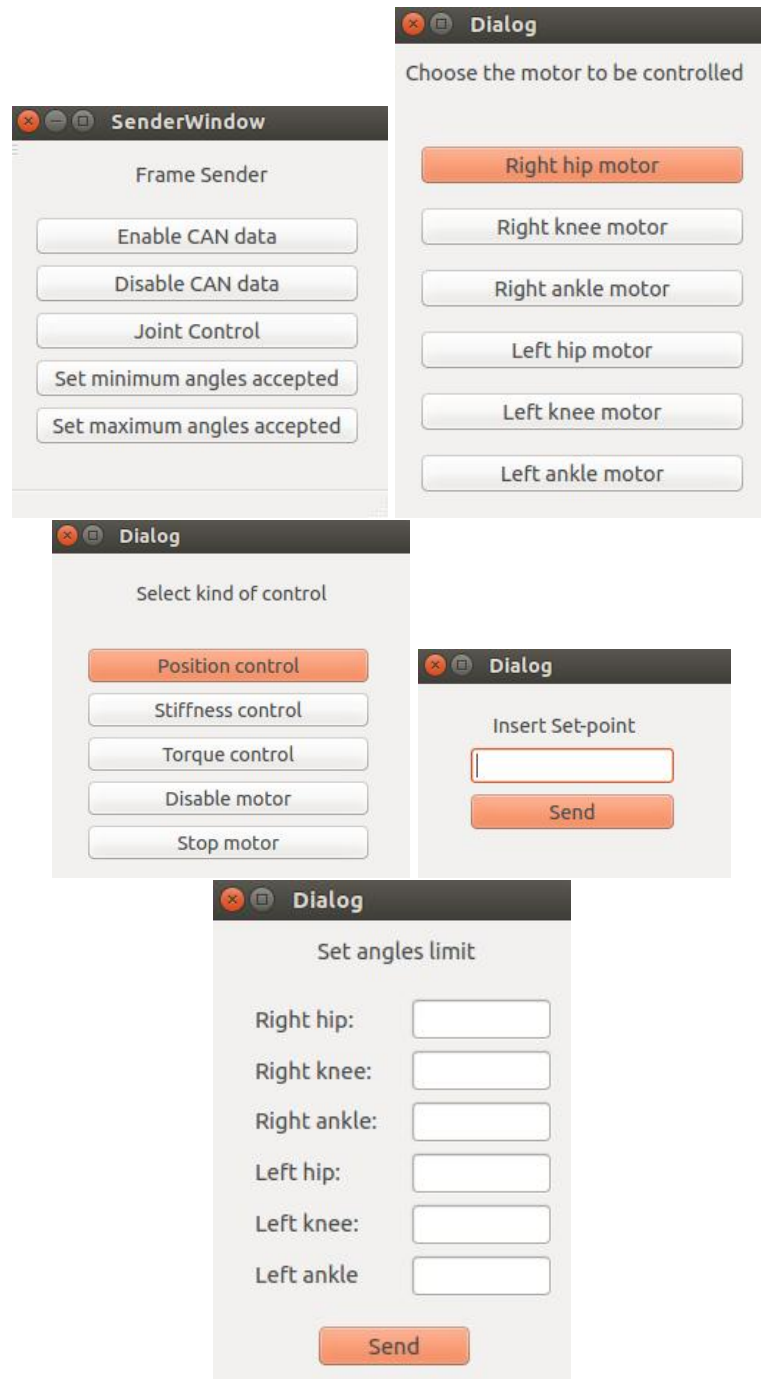 SenderWindow
Frame Sender
Enable CAN data
Disable CAN data
Joint Control
Set minimum angles accepted
Set maximum angles accepted
Dialog
Choose the motor to be controlled
Right hip motor
Right knee motor
Right ankle motor
Left hip motor
Left knee motor
Left ankle motor
Dialog
Select kind of control
Position control
Stiffness control
Torque control
Disable motor
Stop motor
Dialog
Insert Set-point
Send
Dialog
Set angles limit
Right hip:
Right knee:
Right ankle:
Left hip:
Left knee:
Left ankle
Send